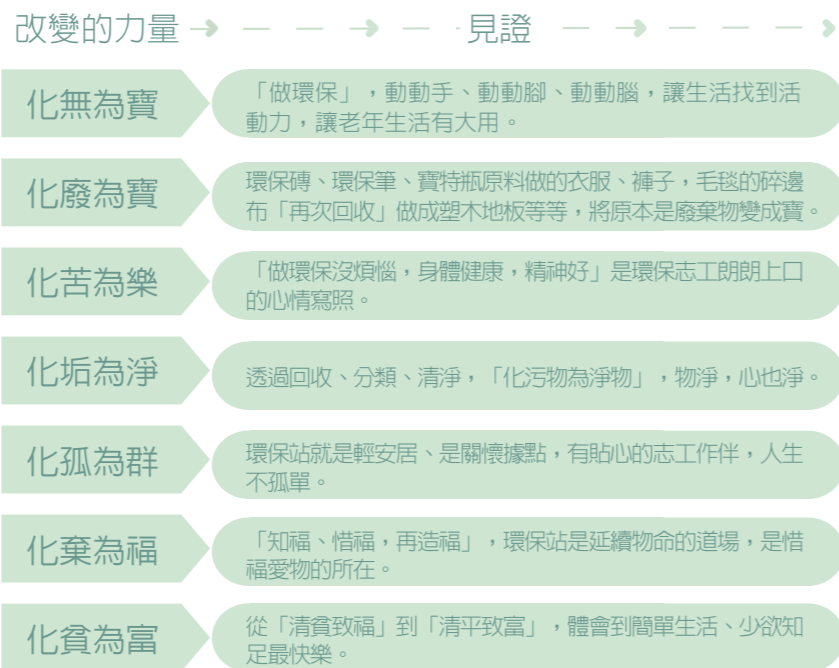 改變的力量 見證
化無為寶
「做環保」，動動手、動動腳、動動腦，讓生活找到活
動力，讓老年生活有大用。
化廢為寶
環保磚、環保筆、寶特瓶原料做的衣服、褲子，毛毯的碎邊
布「再次回收」做成塑木地板等等，將原本是廢棄物變成寶。
化苦為樂
「做環保沒煩惱，身體健康，精神好」是環保志工朗朗上口
的心情寫照。
化垢為淨
透過回收、分類、清淨，「化污物為淨物」，物淨，心也淨。
化孤為群
環保站就是輕安居、是關懷據點，有貼心的志工作伴，人生
不孤單。
化棄為福
「知福、惜福，再造福」，環保站是延續物命的道場，是惜
福愛物的所在。
化貧為富
從「清貧致福」到「清平致富」，體會到簡單生活、少欲知
足最快樂。